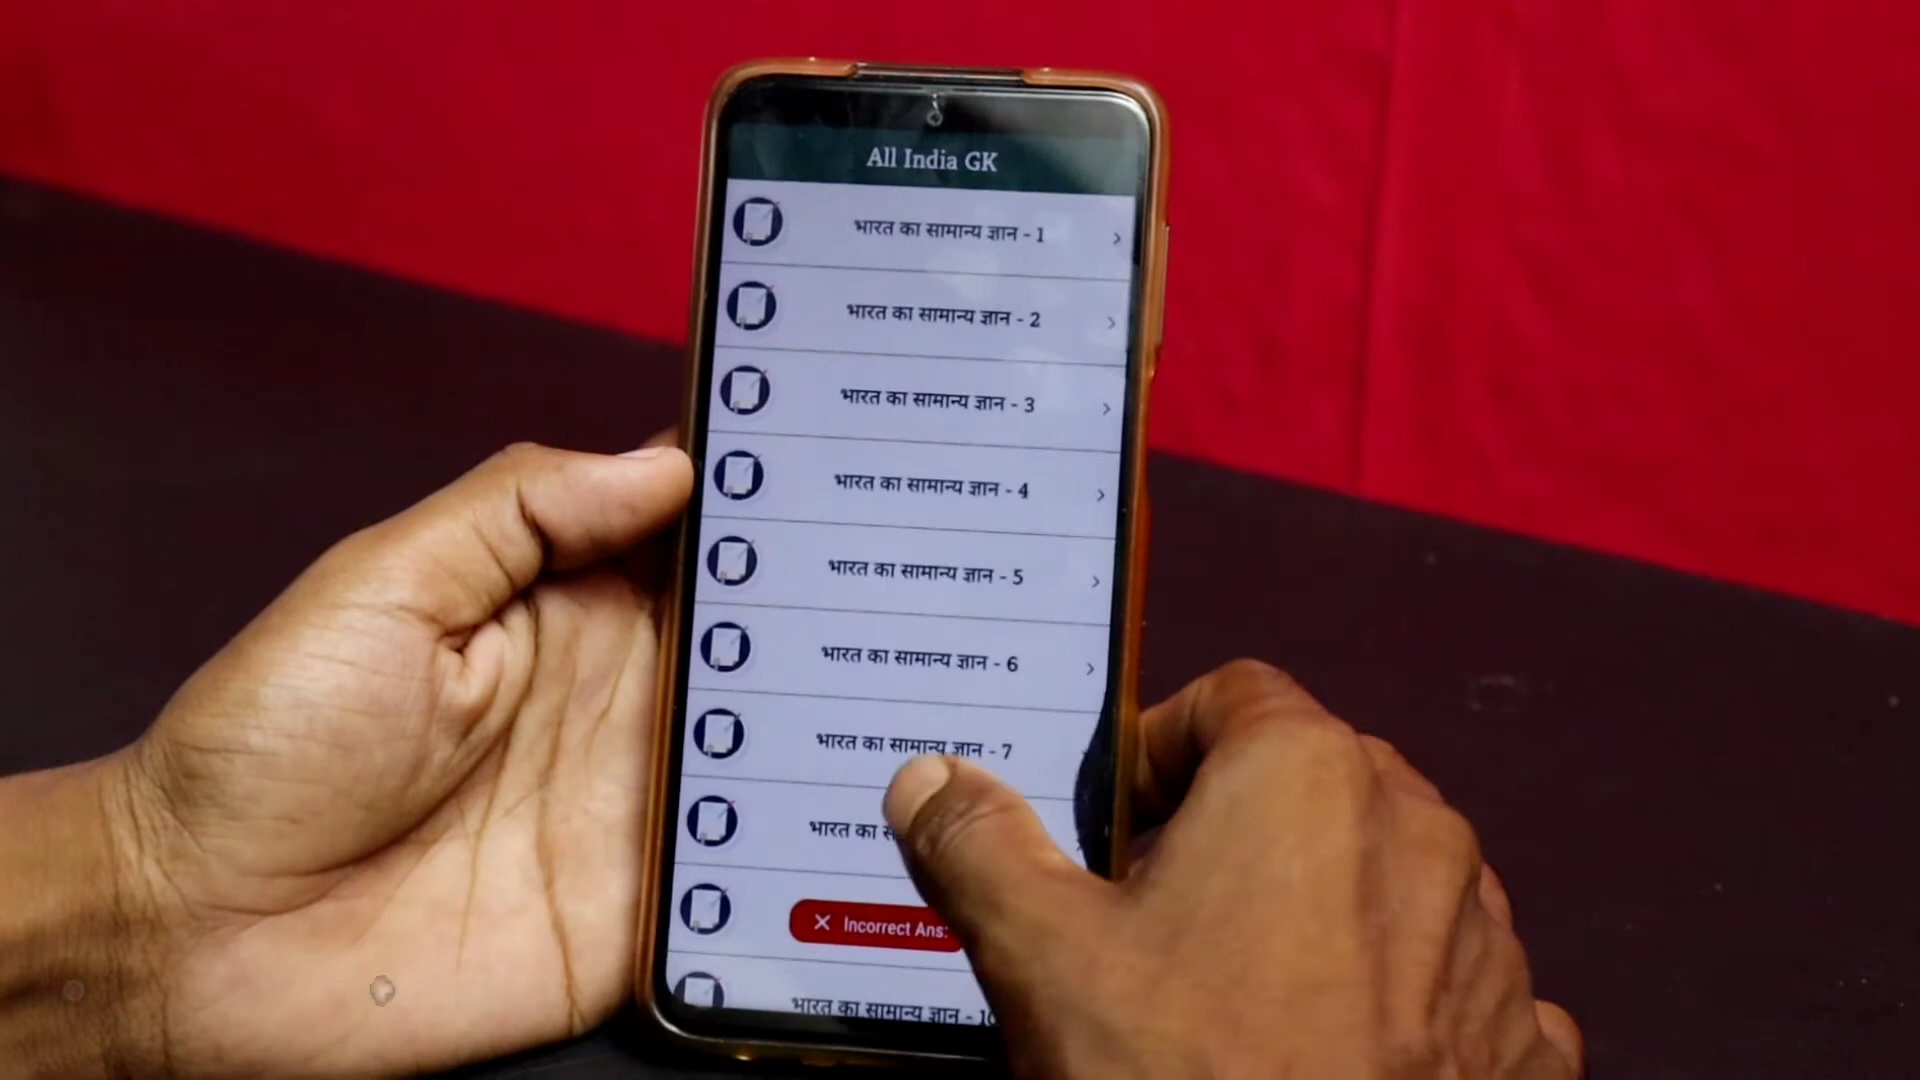 All India GK
भारत का सामान्य ज्ञान - 1
भारत का सामान्य ज्ञान - 2
भारत का सामान्य ज्ञान - 3
भारत का सामान्य ज्ञान - 4
भारत का सामान्य ज्ञान - 5
भारत का सामान्य ज्ञान - 6
भारत का सामान्य ज्ञान - 7
भारत का
Incorrect Ans:
भारत का सामान्य ज्ञान - 10